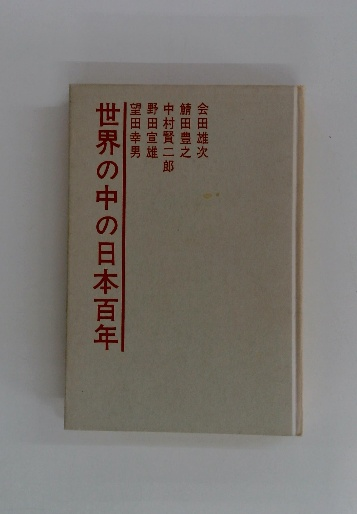 会田雄次
鯖田豊之
中村賢二郎
野田宣雄
望田幸男
世界の中の日本百年